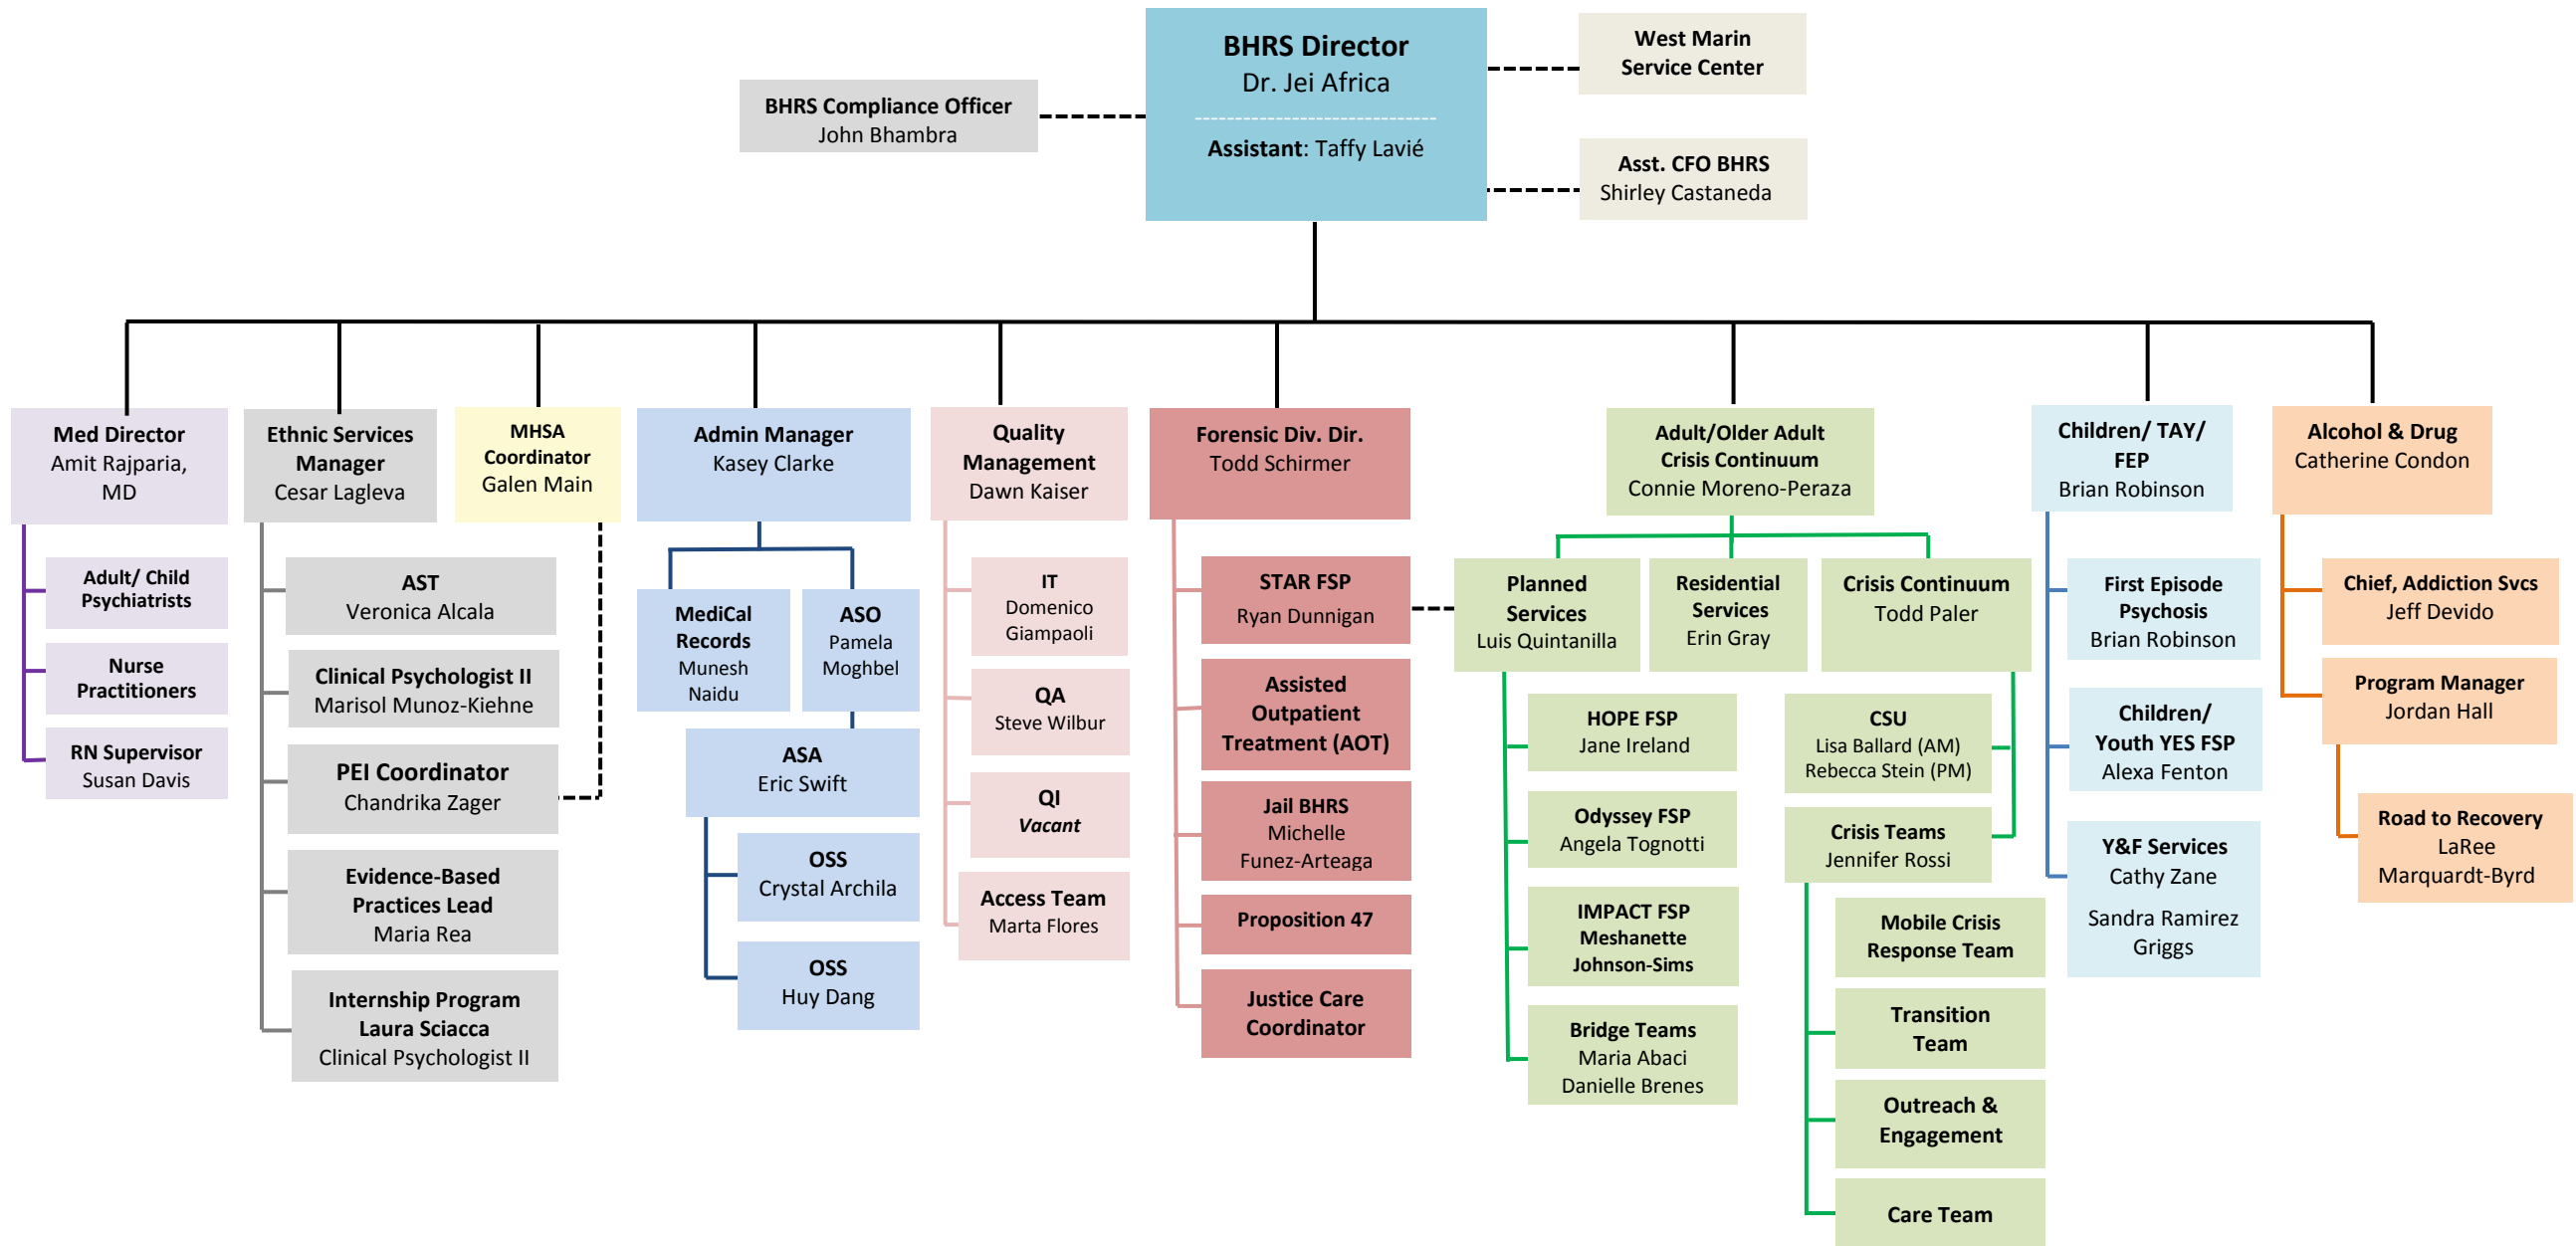 BHRS Director
Dr. Jei Africa
Assistant: Taffy Lavié
West Marin
Service Center
BHRS Compliance Officer
John Bhambra
Asst. CFO BHRS
Shirley Castaneda
Med Director
Amit Rajparia,
MD
Adult/ Child
Psychiatrists
Nurse
Practitioners
RN Supervisor
Susan Davis
Ethnic Services
Manager
Cesar Lagleva
AST
Veronica Alcala
Clinical Psychologist II
Marisol Munoz-Kiehne
PEI Coordinator
Chandrika Zager
Evidence-Based
Practices Lead
Maria Rea
Internship Program
Laura Sciacca
Clinical Psychologist II
MHSA
Coordinator
Galen Main
Admin Manager
Kasey Clarke
MediCal
Records
Munesh
Naidu
ASO
Pamela
Moghbel
ASA
Eric Swift
OSS
Crystal Archila
OSS
Huy Dang
Quality
Management
Dawn Kaiser
IT
Domenico
Giampaoli
QA
Steve Wilbur
QI
Vacant
Access Team
Marta Flores
Forensic Div. Dir.
Todd Schirmer
STAR FSP
Ryan Dunnigan
Assisted
Outpatient
Treatment (AOT)
Jail BHRS
Michelle
Funez-Arteaga
Proposition 47
Justice Care
Coordinator
Adult/Older Adult
Crisis Continuum
Connie Moreno-Peraza
Planned
Services
Luis Quintanilla
Residential
Services
Erin Gray
Crisis Continuum
Todd Paler
HOPE FSP
Jane Ireland
Odyssey FSP
Angela Tognotti
IMPACT FSP
Meshanette
Johnson-Sims
Bridge Teams
Maria Abaci
Danielle Brenes
CSU
Lisa Ballard (AM)
Rebecca Stein (PM)
Crisis Teams
Jennifer Rossi
Mobile Crisis
Response Team
Transition
Team
Outreach &
Engagement
Care Team
Children/ TAY/
FEP
Brian Robinson
First Episode
Psychosis
Brian Robinson
Children/
Youth YES FSP
Alexa Fenton
Y&F Services
Cathy Zane
Sandra Ramirez
Griggs
Alcohol & Drug
Catherine Condon
Chief, Addiction Svcs
Jeff Devido
Program Manager
Jordan Hall
Road to Recovery
LaRee
Marquardt-Byrd